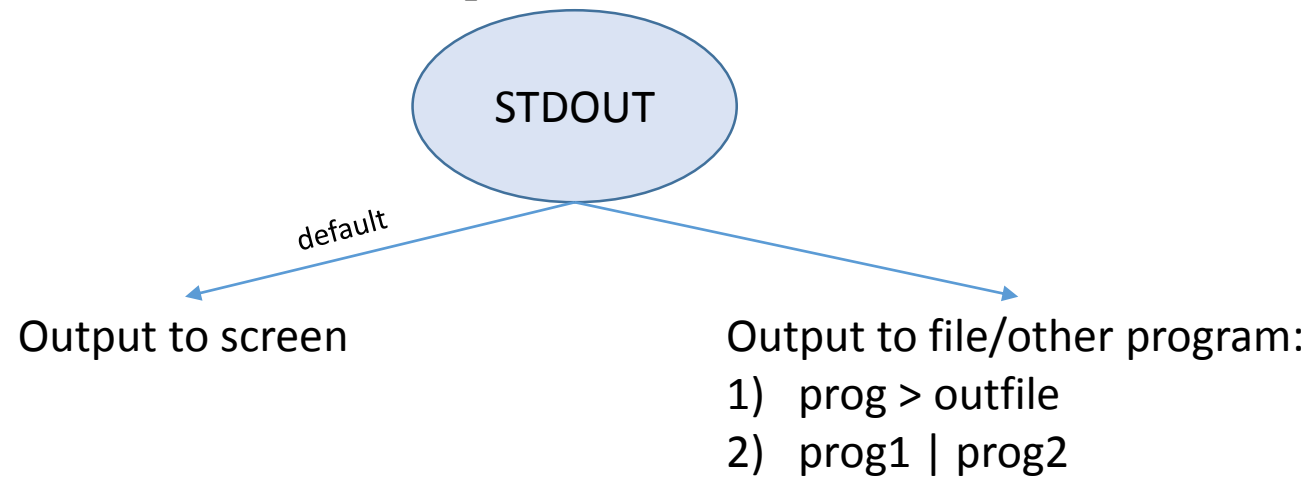 STDOUT
default
Output to screen
Output to file/other program:
1) prog > outfile
2) prog1 | prog2